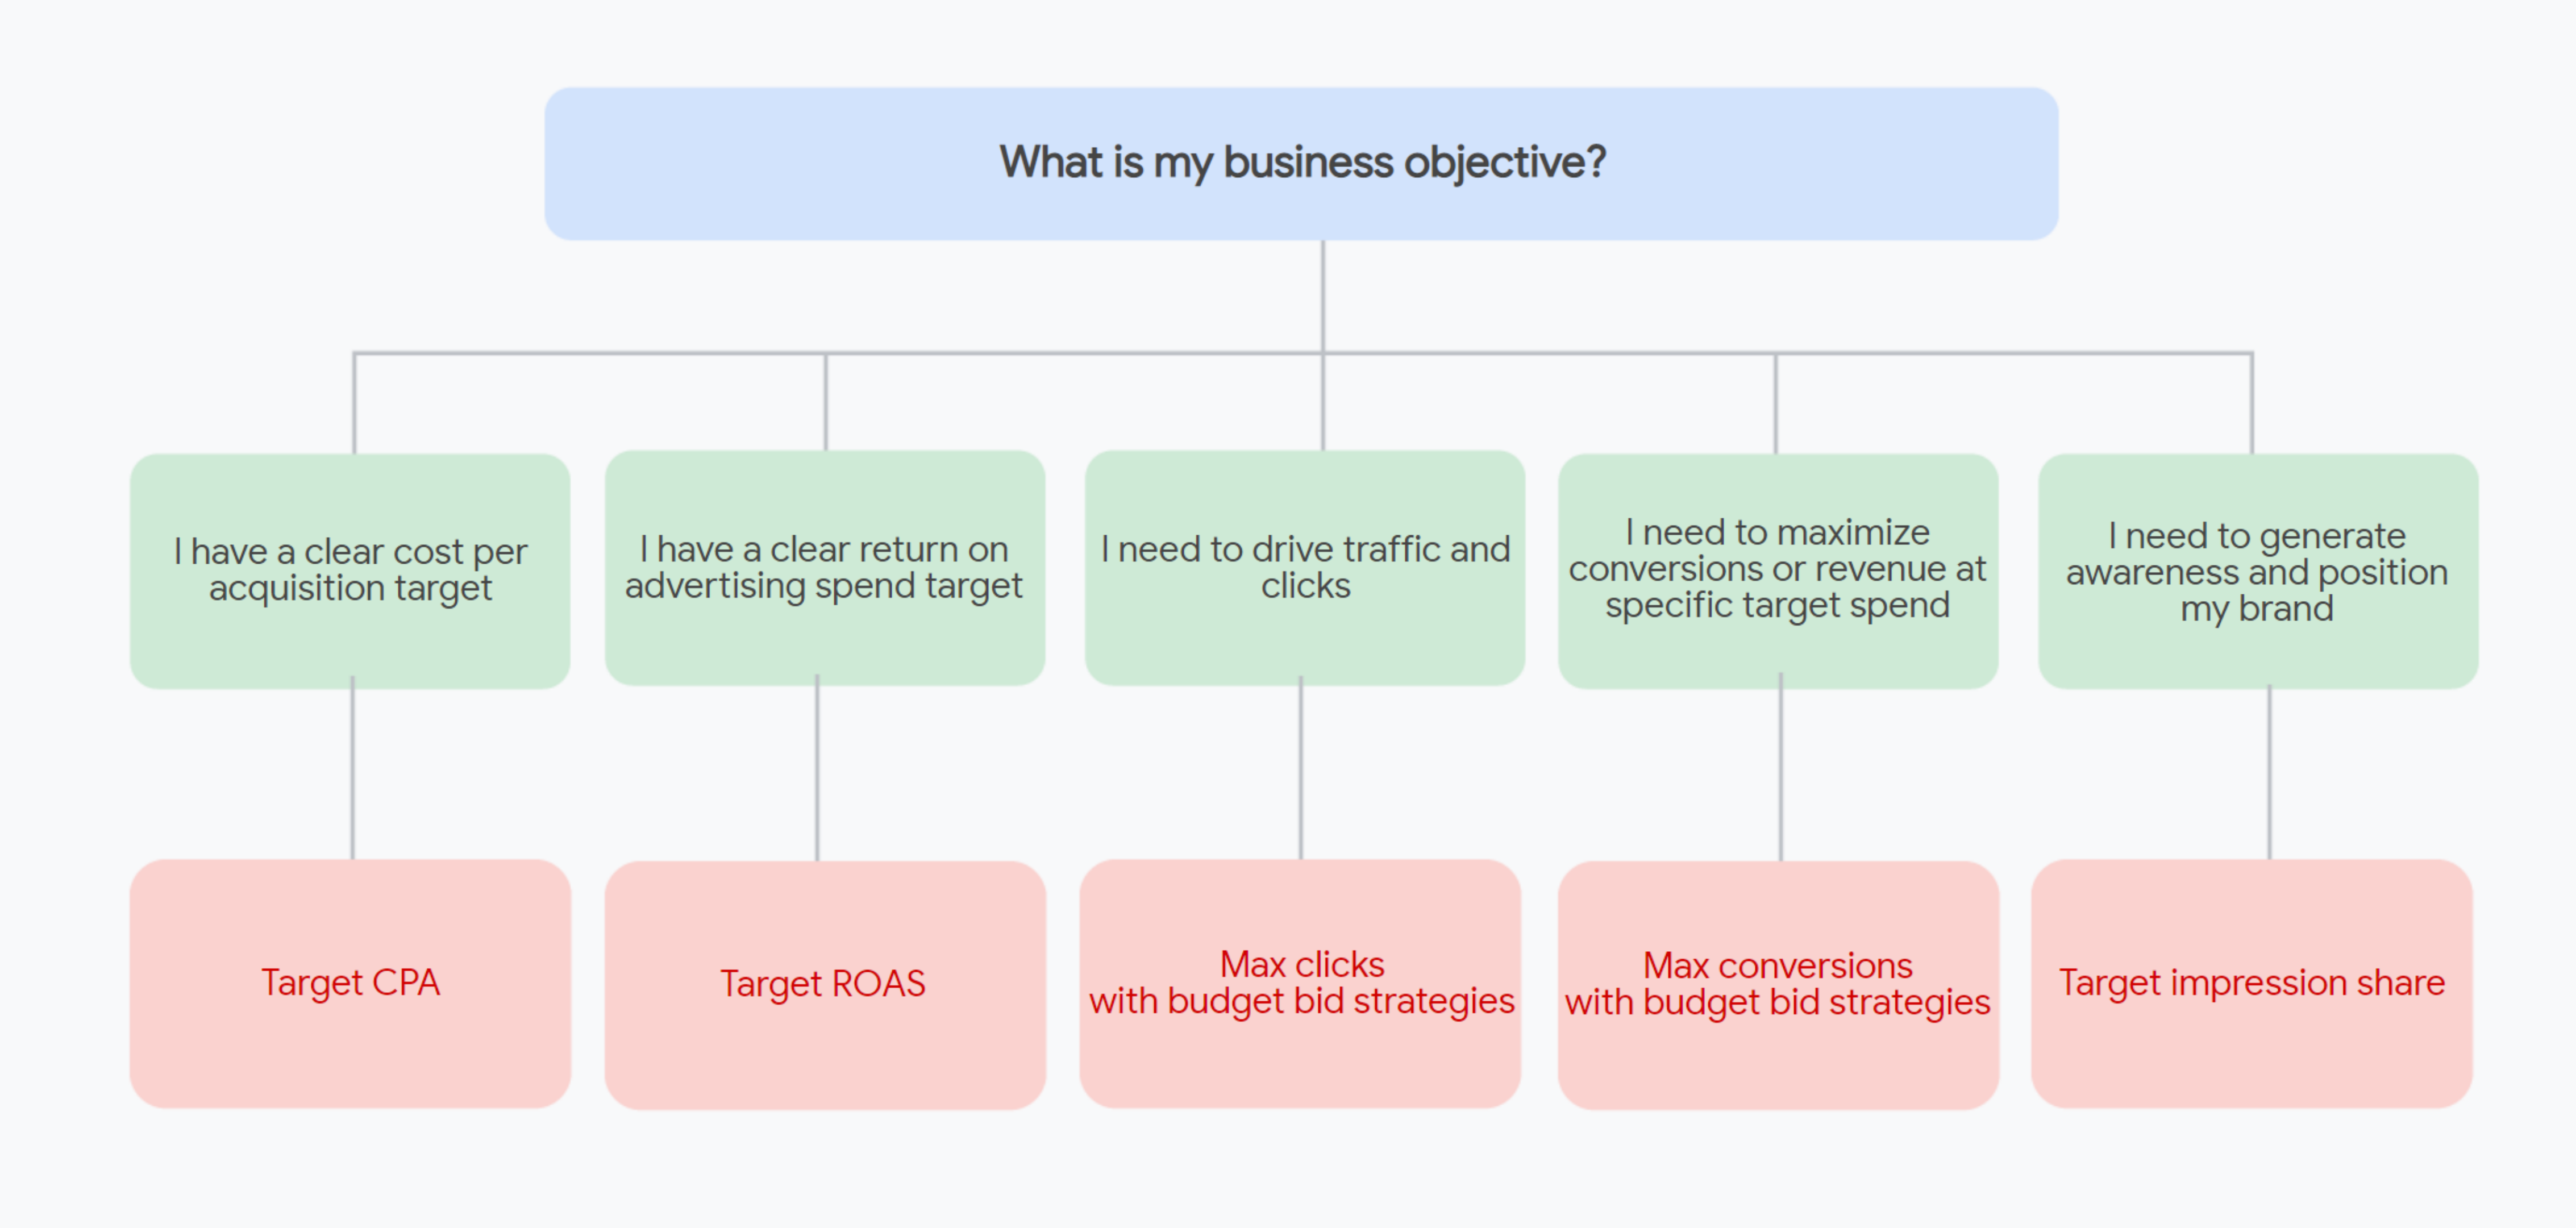 What is my business objective?
I have a clear cost per
acquisition target
I have a clear return on
advertising spend target
I need to drive traffic and
clicks
I need to maximize
conversions or revenue at
specific target spend
I need to generate
awareness and position
my brand
Target CPA
Target ROAS
Max clicks
with budget bid strategies
Max conversions
with budget bid strategies
Target impression share